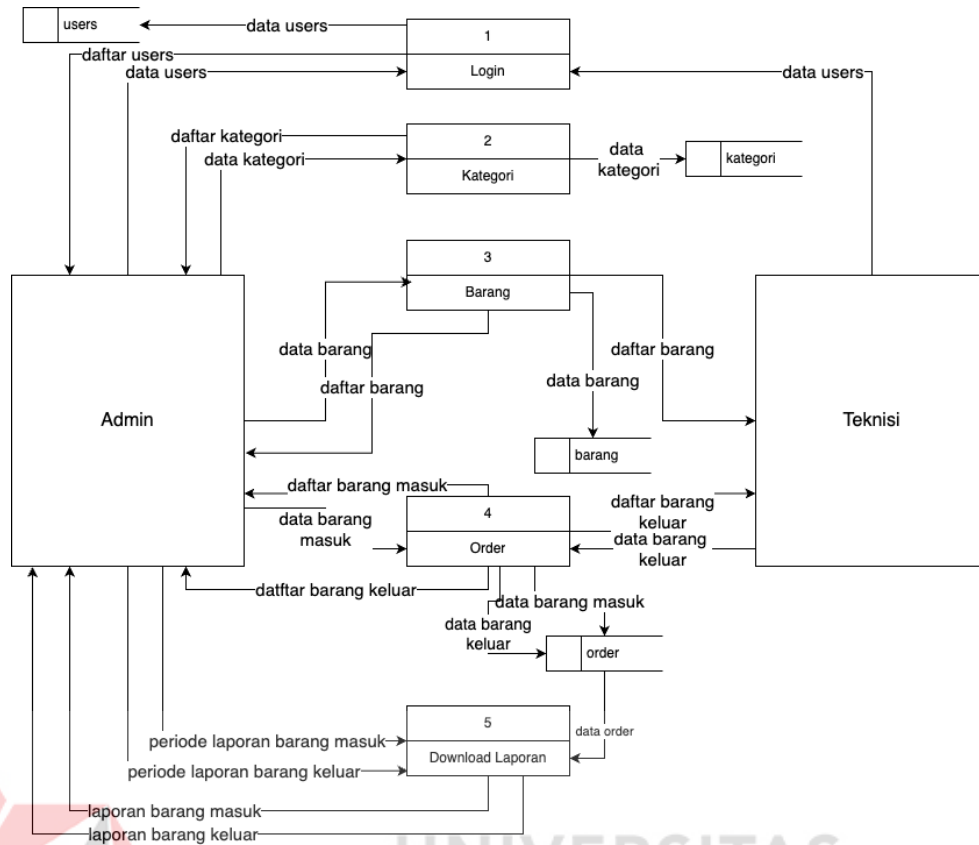 users
data users
1
daftar users
data users
Login
data users
daftar kategori
data kategori
2
Kategori
data
kategori
kategori
3
Barang
data barang
daftar barang
daftar barang
data barang
Admin
Teknisi
barang
daftar barang masuk
data barang
masuk
4
Order
daftar barang
keluar
data barang
keluar
datftar barang keluar
data barang masuk
data barang
keluar
order
5
Download Laporan
data order
periode laporan barang masuk
periode laporan barang keluar
laporan barang masuk
laporan barang keluar
UNIVERSITAS